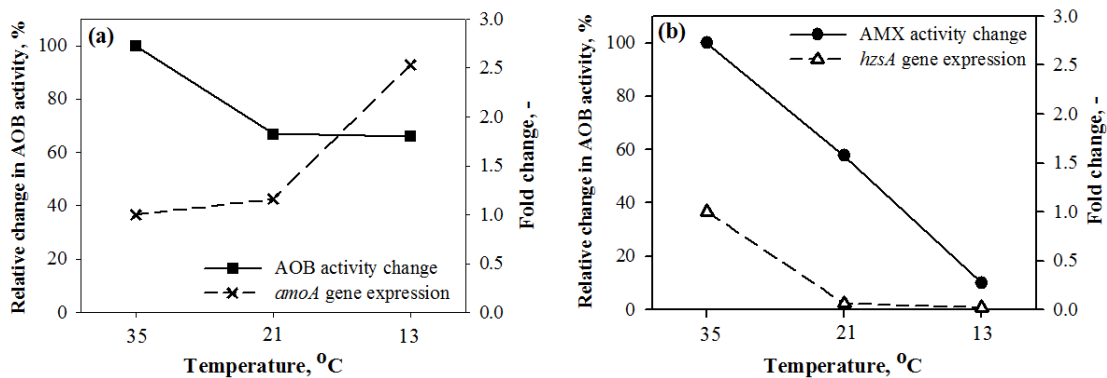 (a)
Relative change in AOB activity, %
100
80
60
40
20
0
3.0
2.5
2.0
1.5
1.0
0.5
0.0
Fold change, -
AOB activity change
amoA gene expression
35 21 13
Temperature, ⁰C
(b)
Relative change in AOB activity, %
100
80
60
40
20
0
AMX activity change
hzsA gene expression
3.0
2.5
2.0
1.5
1.0
0.5
0.0
Fold change, -
35 21 13
Temperature, ⁰C